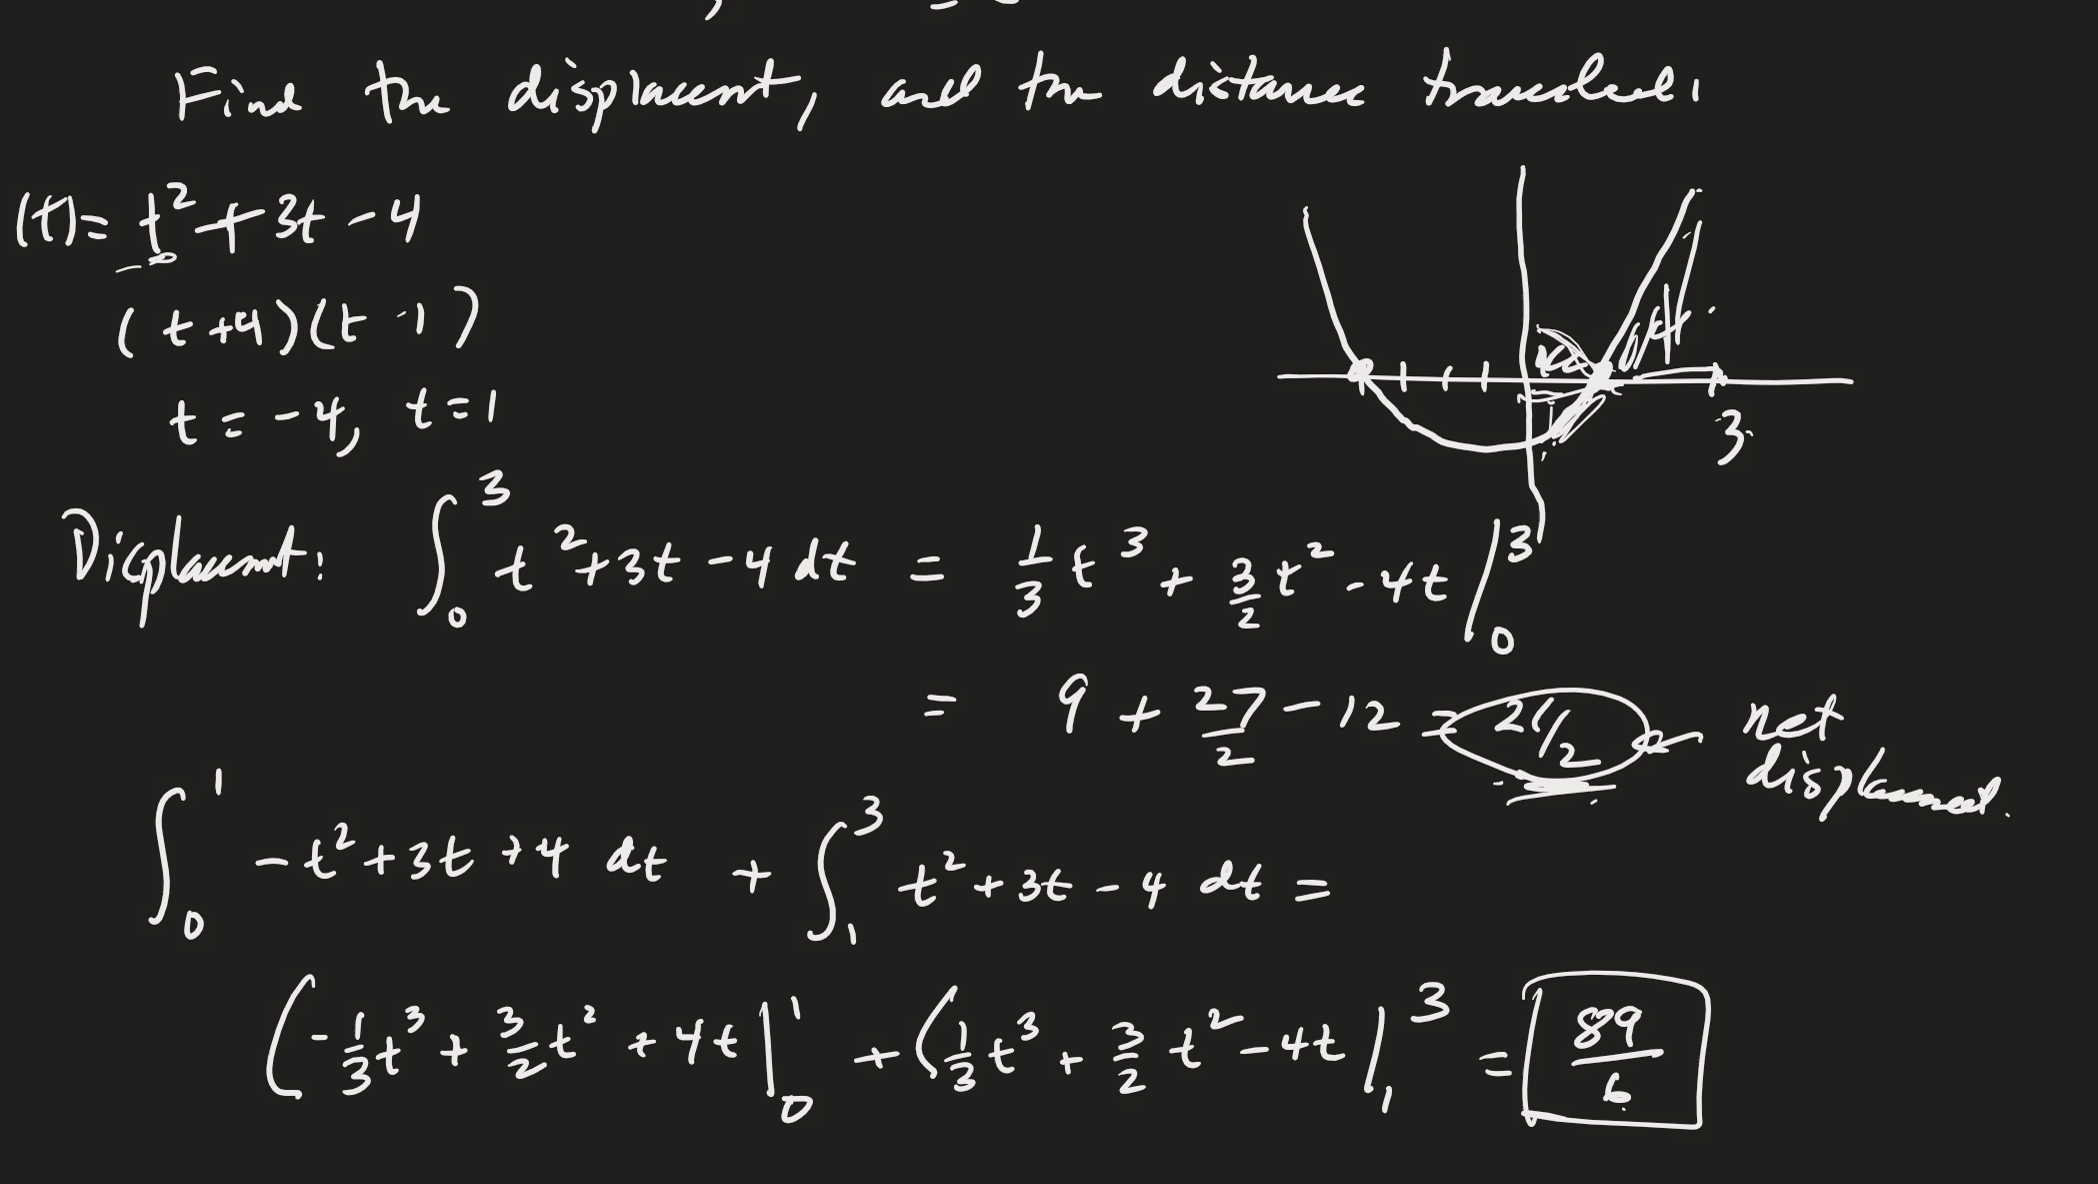 Find the displacement, and the distance traveled.
(t)= t² + 3t - 4
(t+4)(t-1)
t = -4, t=1
3
Displacement: ∫₀³ t²+3t-4 dt = 1/3 t³ + 3/2 t² - 4t |₀³
= 9 + 27/2 - 12 = 21/2 ← net displacement.
∫₀¹ -t²+3t+4 dt + ∫₁³ t²+3t-4 dt =
(-1/3 t³ + 3/2 t² + 4t |₀¹ + (1/3 t³ + 3/2 t² - 4t |₁³ = 89/6